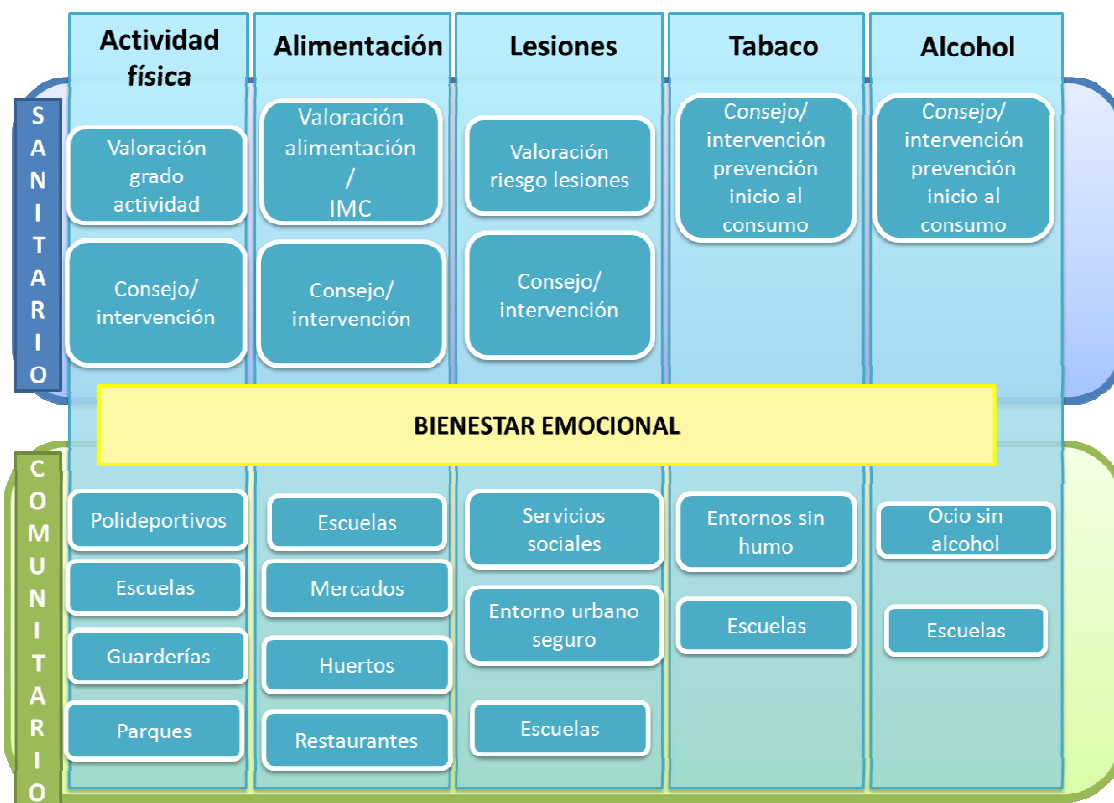 Actividad
física
Alimentación
Lesiones
Tabaco
Alcohol
SANITARIO
Valoración
grado
actividad
Consejo/
intervención
Valoración
alimentación
/
IMC
Consejo/
intervención
Valoración
riesgo lesiones
Consejo/
intervención
Consejo/
intervención
prevención
inicio al
consumo
Consejo/
intervención
prevención
inicio al
consumo
BIENESTAR EMOCIONAL
COMUNITARIO
Polideportivos
Escuelas
Guarderías
Parques
Escuelas
Mercados
Huertos
Restaurantes
Servicios
sociales
Entorno urbano
seguro
Escuelas
Entornos sin
humo
Escuelas
Ocio sin
alcohol
Escuelas